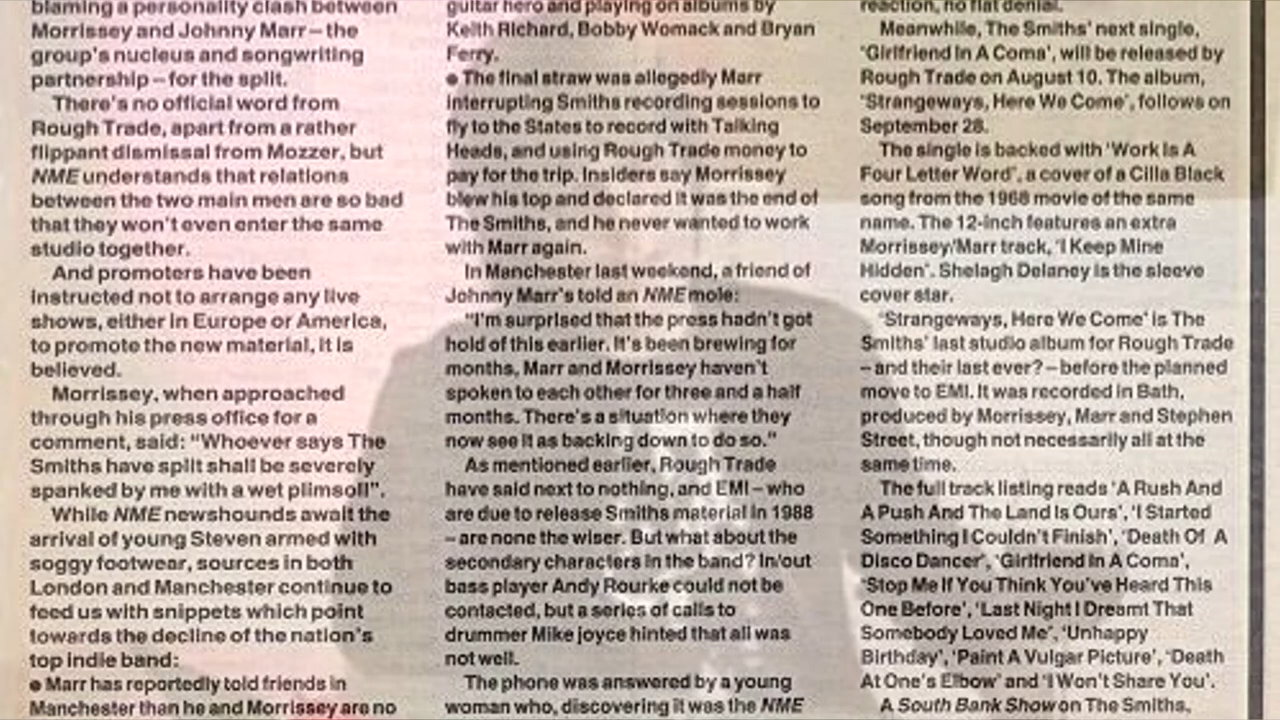 blaming a personality clash between
Morrissey and Johnny Marr – the
group's nucleus and songwriting
partnership – for the split.
There's no official word from
Rough Trade, apart from a rather
flippant dismissal from Mozzer, but
NME understands that relations
between the two main men are so bad
that they won't even enter the same
studio together.
And promoters have been
instructed not to arrange any live
shows, either in Europe or America,
to promote the new material, it is
believed.
Morrissey, when approached
through his press office for a
comment, said: "Whoever says The
Smiths have split shall be severely
spanked by me with a wet plimsoll".
While NME newshounds await the
arrival of young Steven armed with
soggy footwear, sources in both
London and Manchester continue to
feed us with snippets which point
towards the decline of the nation's
top indie band:
● Marr has reportedly told friends in
Manchester than he and Morrissey are no
guitar hero and playing on albums by
Keith Richard, Bobby Womack and Bryan
Ferry.
● The final straw was allegedly Marr
interrupting Smiths recording sessions to
fly to the States to record with Talking
Heads, and using Rough Trade money to
pay for the trip. Insiders say Morrissey
blew his top and declared it was the end of
The Smiths, and he never wanted to work
with Marr again.
In Manchester last weekend, a friend of
Johnny Marr's told an NME mole:
"I'm surprised that the press hadn't got
hold of this earlier. It's been brewing for
months, Marr and Morrissey haven't
spoken to each other for three and a half
months. There's a situation where they
now see it as backing down to do so."
As mentioned earlier, Rough Trade
have said next to nothing, and EMI – who
are due to release Smiths material in 1988
– are none the wiser. But what about the
secondary characters in the band? In/out
bass player Andy Rourke could not be
contacted, but a series of calls to
drummer Mike joyce hinted that all was
not well.
The phone was answered by a young
woman who, discovering it was the NME
reaction, no flat denial.
Meanwhile, The Smiths' next single,
'Girlfriend In A Coma', will be released by
Rough Trade on August 10. The album,
'Strangeways, Here We Come', follows on
September 28.
The single is backed with 'Work Is A
Four Letter Word', a cover of a Cilla Black
song from the 1968 movie of the same
name. The 12-inch features an extra
Morrissey/Marr track, 'I Keep Mine
Hidden'. Shelagh Delaney is the sleeve
cover star.
'Strangeways, Here We Come' is The
Smiths' last studio album for Rough Trade
– and their last ever? – before the planned
move to EMI. It was recorded in Bath,
produced by Morrissey, Marr and Stephen
Street, though not necessarily all at the
same time.
The full track listing reads 'A Rush And
A Push And The Land Is Ours', 'I Started
Something I Couldn't Finish', 'Death Of A
Disco Dancer', 'Girlfriend In A Coma',
'Stop Me If You Think You've Heard This
One Before', 'Last Night I Dreamt That
Somebody Loved Me', 'Unhappy
Birthday', 'Paint A Vulgar Picture', 'Death
At One's Elbow' and 'I Won't Share You'.
A South Bank Show on The Smiths,